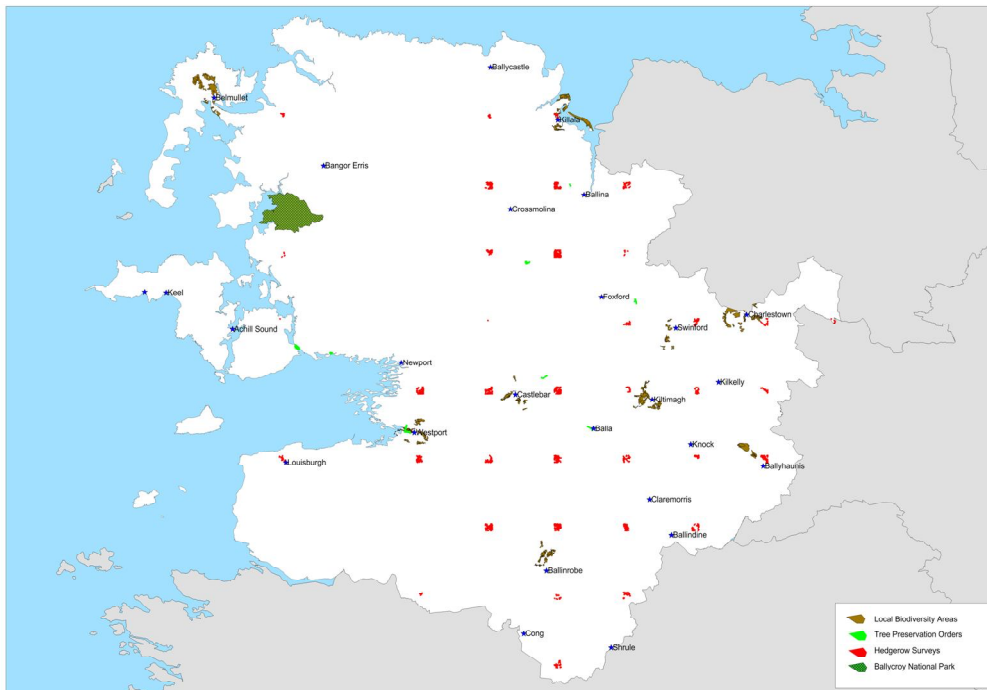 Ballycastle
Belmullet
Killala
Bangor Erris
Ballina
Crossmolina
Keel
Foxford
Charlestown
Achill Sound
Swinford
Newport
Kilkelly
Castlebar
Kiltimagh
Westport
Balla
Knock
Louisburgh
Ballyhaunis
Claremorris
Ballindine
Ballinrobe
Cong
Shrule
Local Biodiversity Areas
Tree Preservation Orders
Hedgerow Surveys
Ballycroy National Park